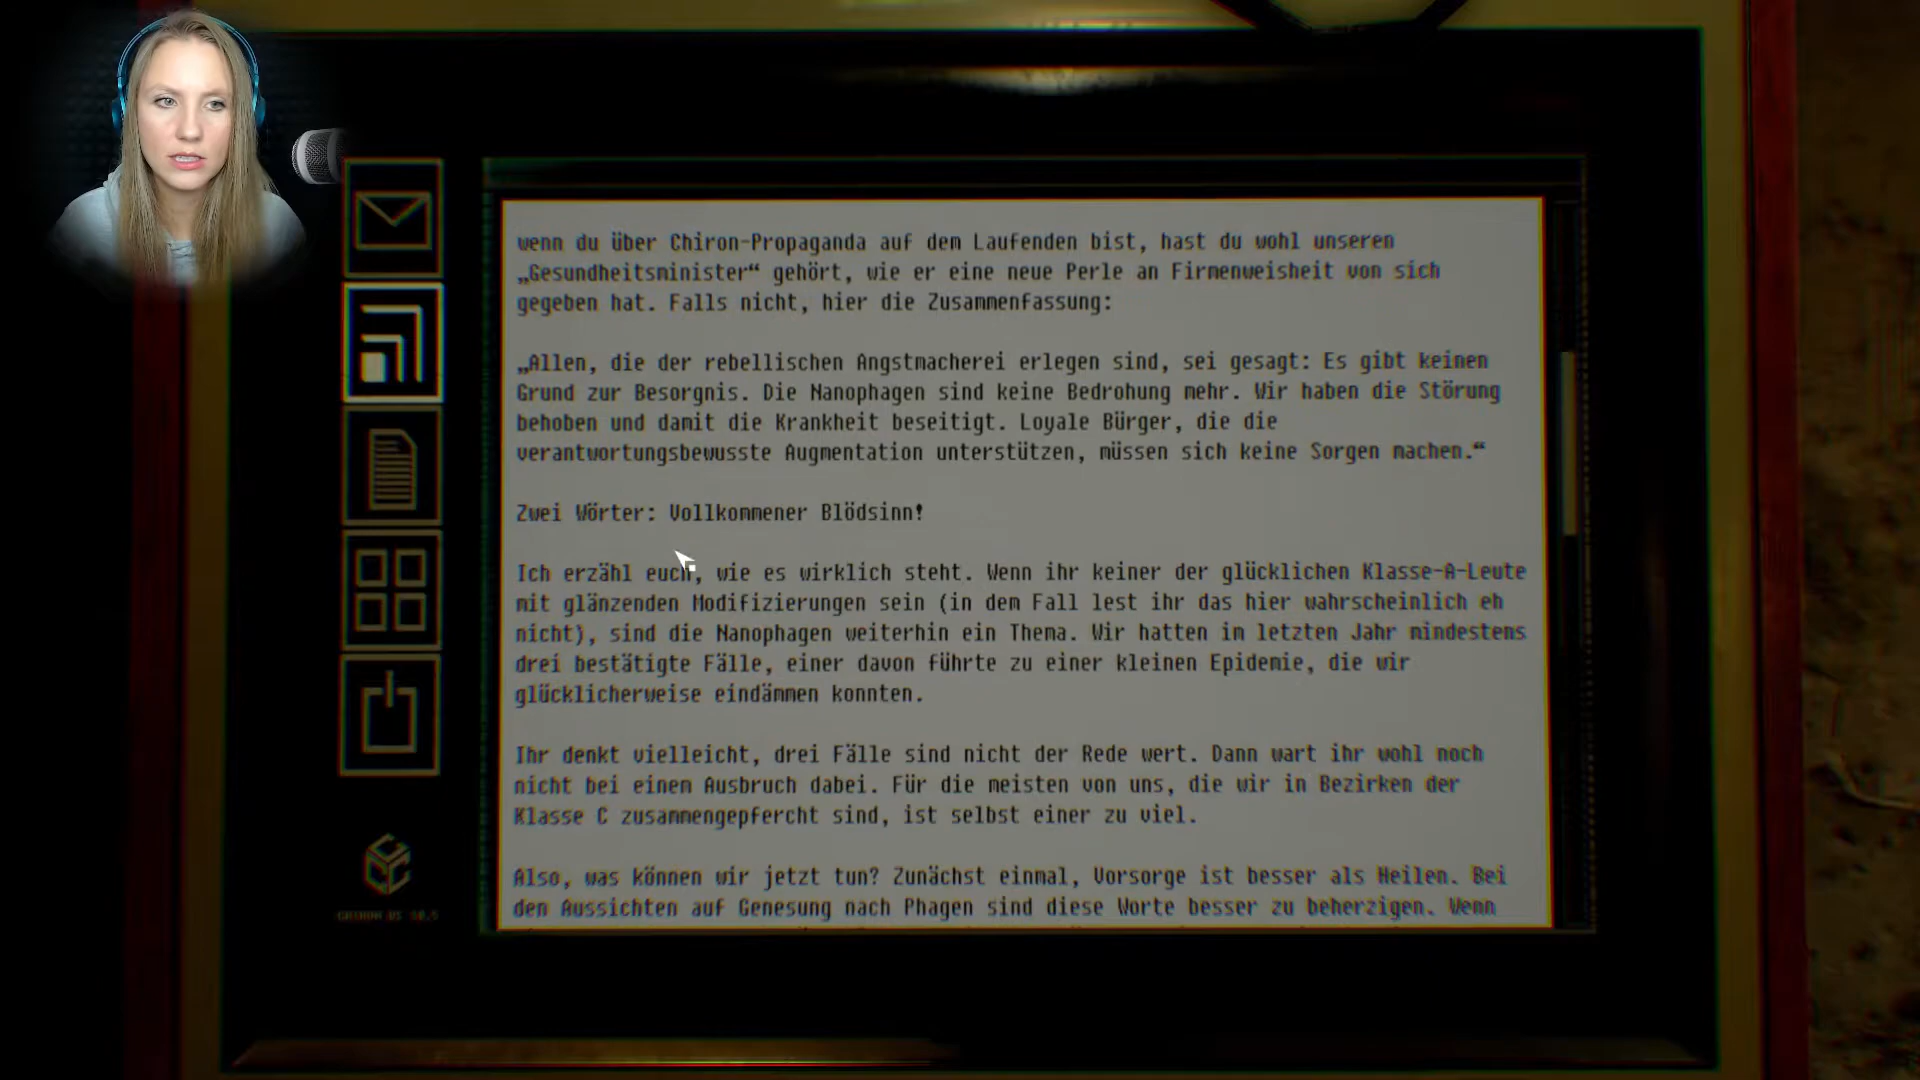 wenn du über Chiron-Propaganda auf dem Laufenden bist, hast du wohl unseren
„Gesundheitsminister“ gehört, wie er eine neue Perle an Firmenweisheit von sich
gegeben hat. Falls nicht, hier die Zusammenfassung:
„Allen, die der rebellischen Angstmacherei erlegen sind, sei gesagt: Es gibt keinen
Grund zur Besorgnis. Die Nanophagen sind keine Bedrohung mehr. Wir haben die Störung
behoben und damit die Krankheit beseitigt. Loyale Bürger, die die
verantwortungsbewusste Augmentation unterstützen, müssen sich keine Sorgen machen.“
Zwei Wörter: Vollkommener Blödsinn!
Ich erzähl euch, wie es wirklich steht. Wenn ihr keiner der glücklichen Klasse-A-Leute
mit glänzenden Modifizierungen sein (in dem Fall lest ihr das hier wahrscheinlich eh
nicht), sind die Nanophagen weiterhin ein Thema. Wir hatten im letzten Jahr mindestens
drei bestätigte Fälle, einer davon führte zu einer kleinen Epidemie, die wir
glücklicherweise eindämmen konnten.
Ihr denkt vielleicht, drei Fälle sind nicht der Rede wert. Dann wart ihr wohl noch
nicht bei einem Ausbruch dabei. Für die meisten von uns, die wir in Bezirken der
Klasse C zusammengepfercht sind, ist selbst einer zu viel.
Also, was können wir jetzt tun? Zunächst einmal, Vorsorge ist besser als Heilen. Bei
den Aussichten auf Genesung nach Phagen sind diese Worte besser zu beherzigen. Wenn